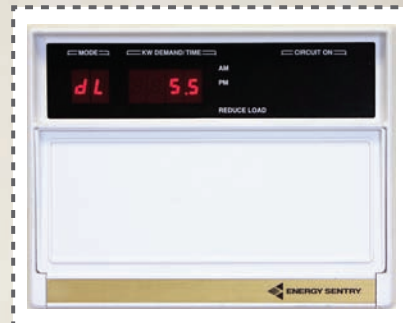 MODE KW DEMAND/TIME CIRCUIT ON
AM
dL 5.5 PM
REDUCE LOAD
ENERGY SENTRY